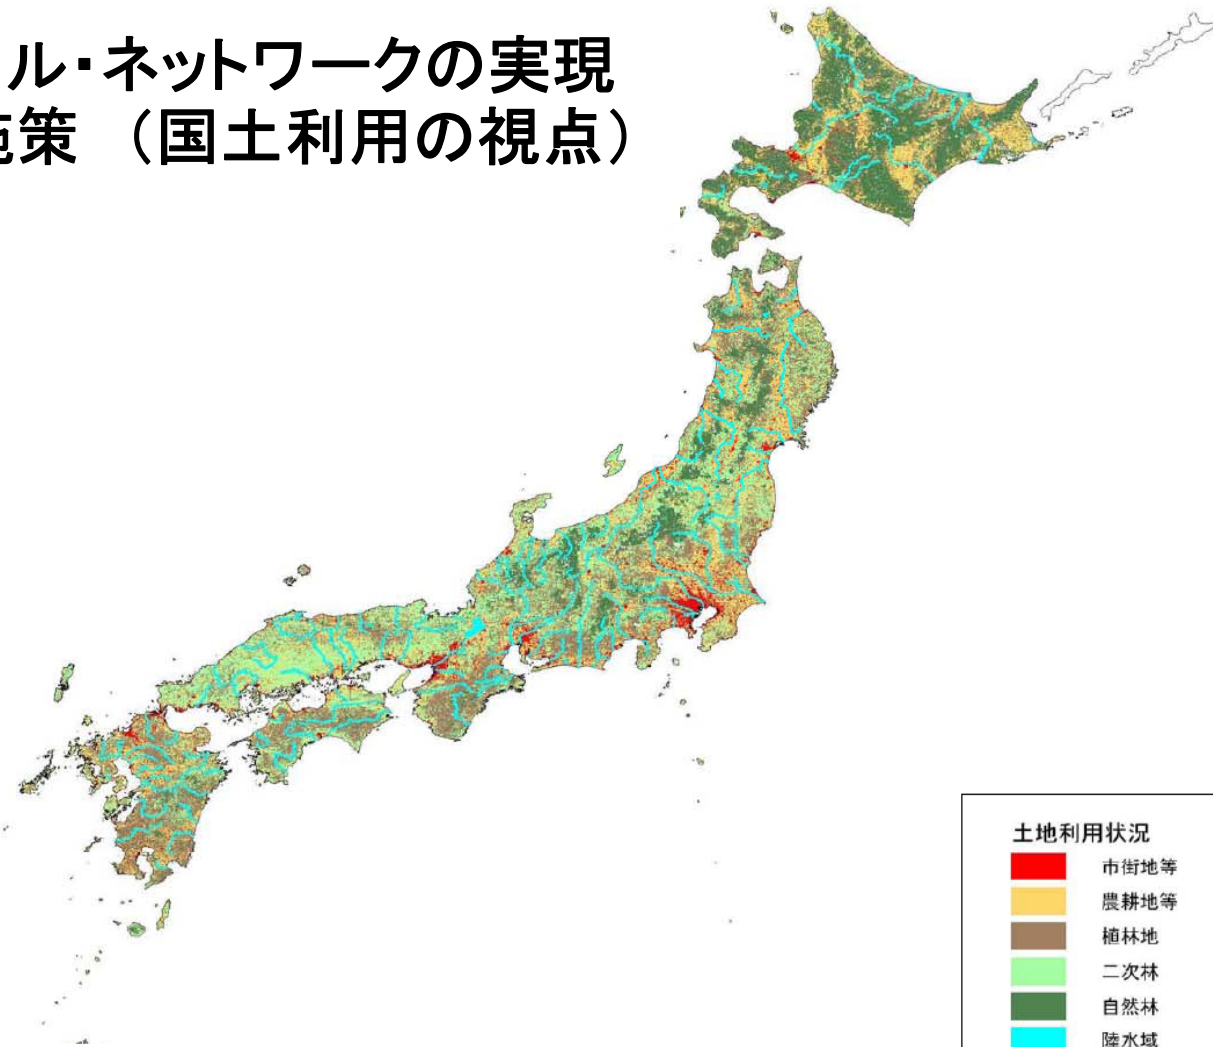 ル・ネットワークの実現
施策 （国土利用の視点）
土地利用状況
市街地等
農耕地等
植林地
二次林
自然林
陸水域